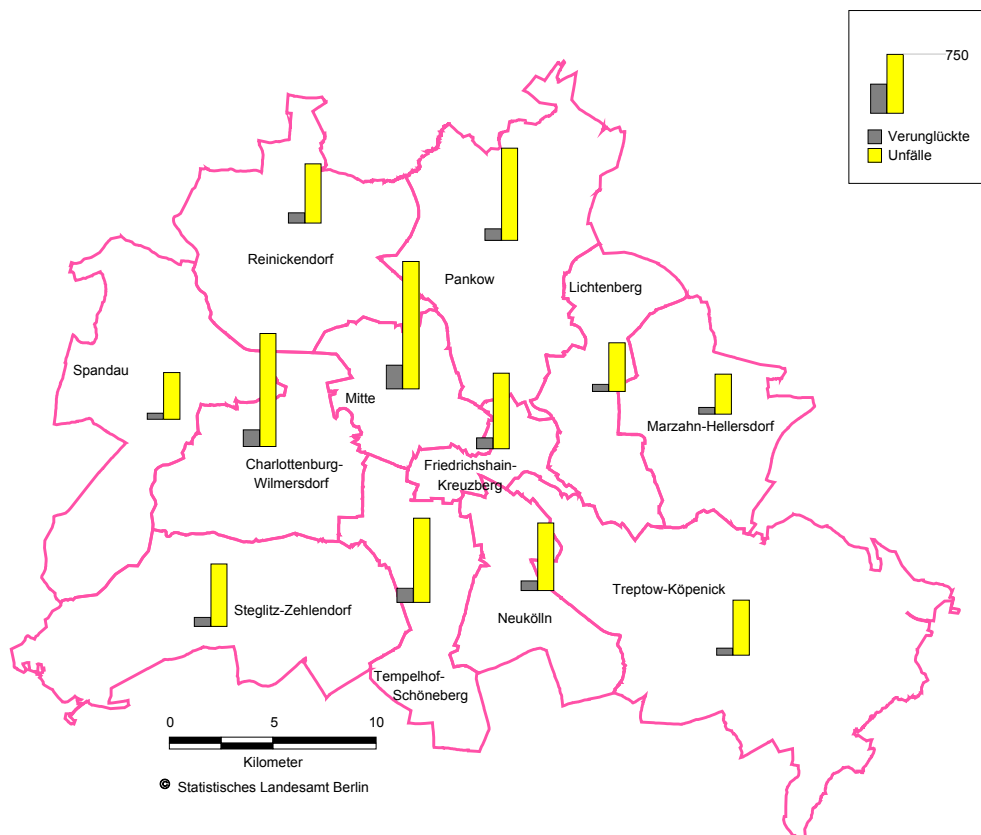 750
Verunglückte
Unfälle
Reinickendorf
Pankow
Lichtenberg
Spandau
Mitte
Marzahn-Hellersdorf
Charlottenburg-
Wilmersdorf
Friedrichshain-
Kreuzberg
Treptow-Köpenick
Steglitz-Zehlendorf
Neukölln
Tempelhof-
Schöneberg
0 5 10
Kilometer
© Statistisches Landesamt Berlin